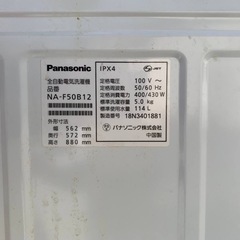 Panasonic
全自動電気洗濯機
品番
NA-F50B12
外形寸法
幅 562 mm
奥行 572 mm
高さ 880 mm
IPX4
JET
定格電圧 100 V~
定格周波数 50/60 Hz
定格消費電力 400/430 W
標準洗濯容量 5.0 kg
標準使用水量 114 L
製造番号 18N3401881
パナソニック株式会社
中国製